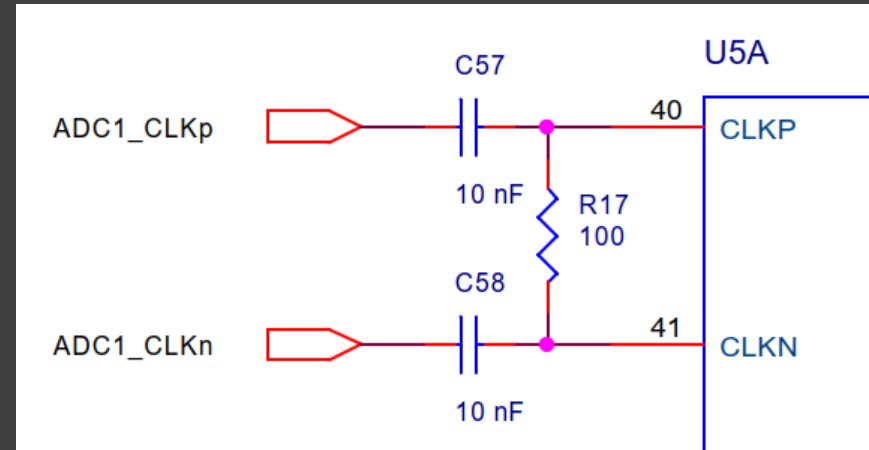 U5A
C57
ADC1_CLKp
40
CLKP
10 nF
R17
100
C58
ADC1_CLKn
41
CLKN
10 nF